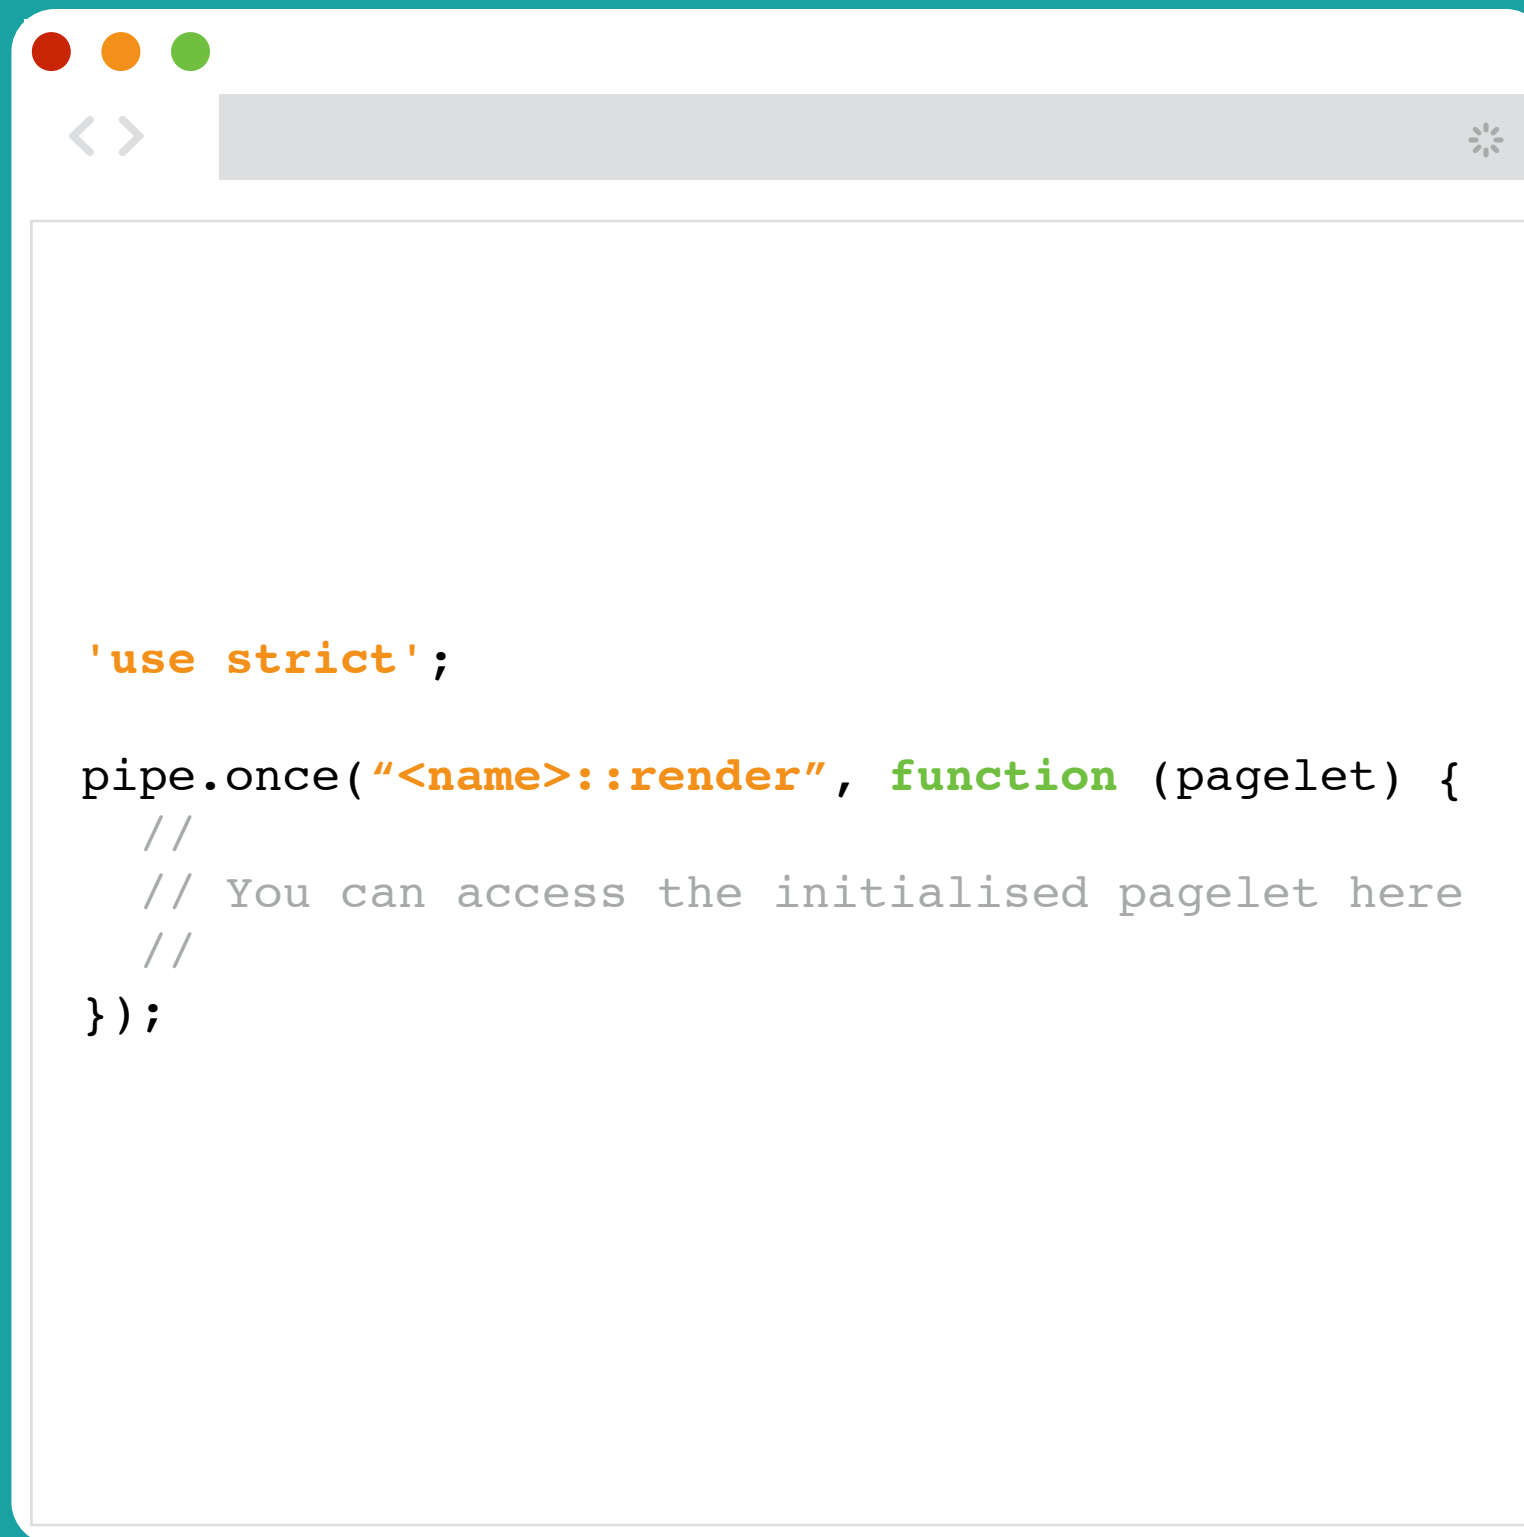 'use strict';
pipe.once(“<name>::render”, function (pagelet) {
//
// You can access the initialised pagelet here
//
});